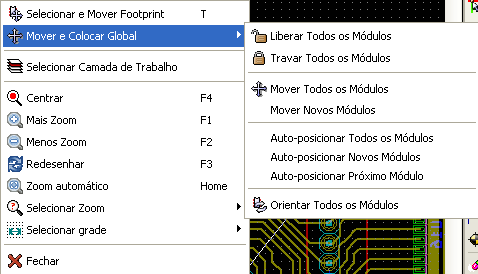 Selecionar e Mover Footprint T
Mover e Colocar Global
Selecionar Camada de Trabalho
Centrar F4
Mais Zoom F1
Menos Zoom F2
Redesenhar F3
Zoom automático Home
Selecionar Zoom
Selecionar grade
Fechar
Liberar Todos os Módulos
Travar Todos os Módulos
Mover Todos os Módulos
Mover Novos Módulos
Auto-posicionar Todos os Módulos
Auto-posicionar Novos Módulos
Auto-posicionar Próximo Módulo
Orientar Todos os Módulos